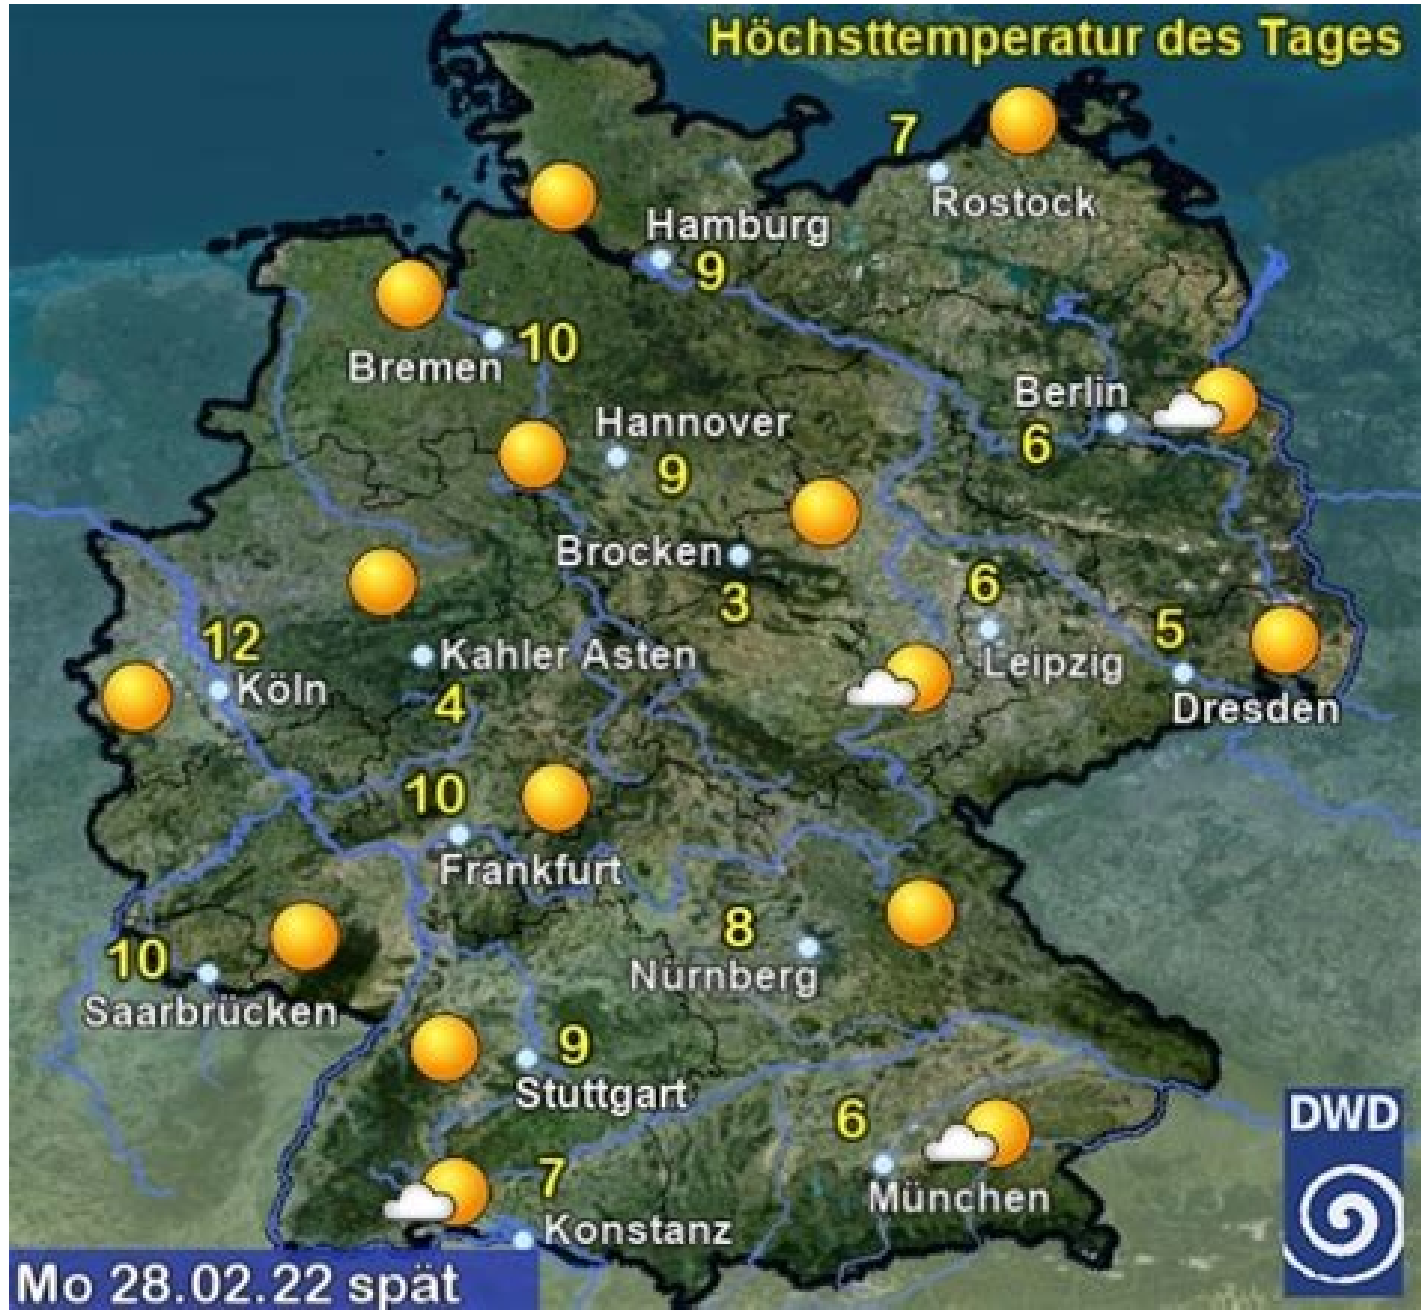 Höchsttemperatur des Tages
7
Rostock
Hamburg
9
10
Bremen
Berlin
6
Hannover
9
Brocken
3
6
Leipzig
5
Dresden
12
Köln
Kahler Asten
4
10
Frankfurt
8
Nürnberg
10
Saarbrücken
9
Stuttgart
6
München
7
Konstanz
DWD
Mo 28.02.22 spät